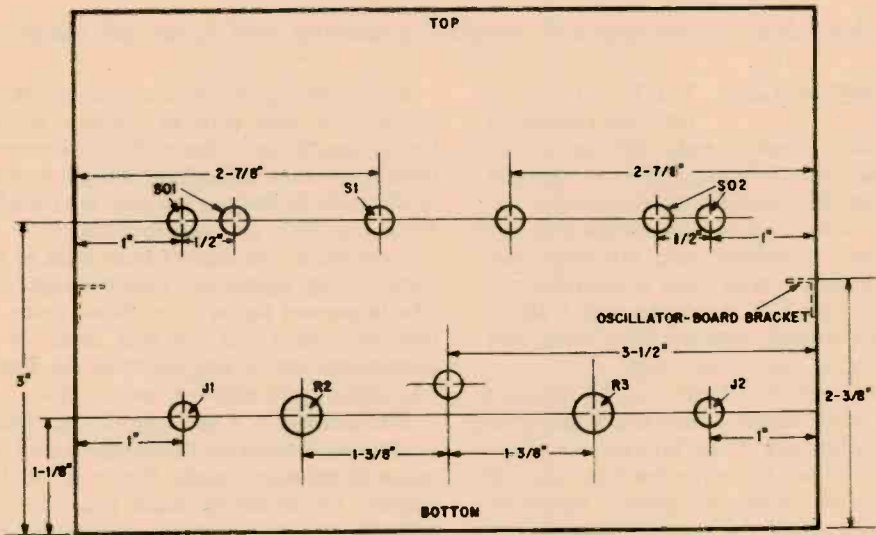 TOP
2-7/8"
2-7/8"
SO1
S1
SO2
1"
1/2"
1/2"
1"
OSCILLATOR-BOARD BRACKET
3-1/2"
3"
J1
R2
R3
J2
2-3/8"
1"
1"
1-1/8"
1-3/8"
1-3/8"
BOTTOM